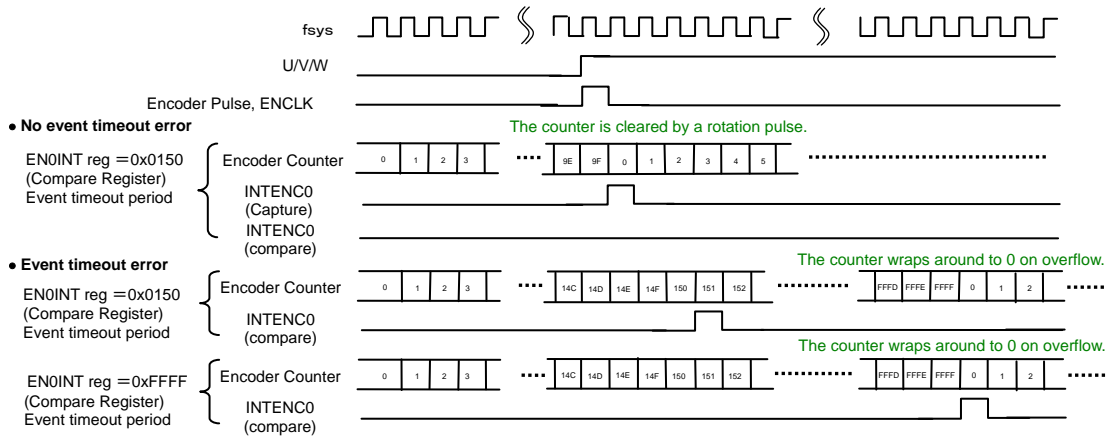 fsys
U/V/W
Encoder Pulse, ENCLK
● No event timeout error
The counter is cleared by a rotation pulse.
EN0INT reg =0x0150
(Compare Register)
Event timeout period
Encoder Counter
0 1 2 3 ···· 9E 9F 0 1 2 3 4 5
INTENC0
(Capture)
INTENC0
(compare)
● Event timeout error
The counter wraps around to 0 on overflow.
EN0INT reg =0x0150
(Compare Register)
Event timeout period
Encoder Counter
0 1 2 3 ···· 14C 14D 14E 14F 150 151 152 ········ FFFD FFFE FFFF 0 1 2 ·····
INTENC0
(compare)
The counter wraps around to 0 on overflow.
EN0INT reg =0xFFFF
(Compare Register)
Event timeout period
Encoder Counter
0 1 2 3 ···· 14C 14D 14E 14F 150 151 152 ········ FFFD FFFE FFFF 0 1 2 ·····
INTENC0
(compare)